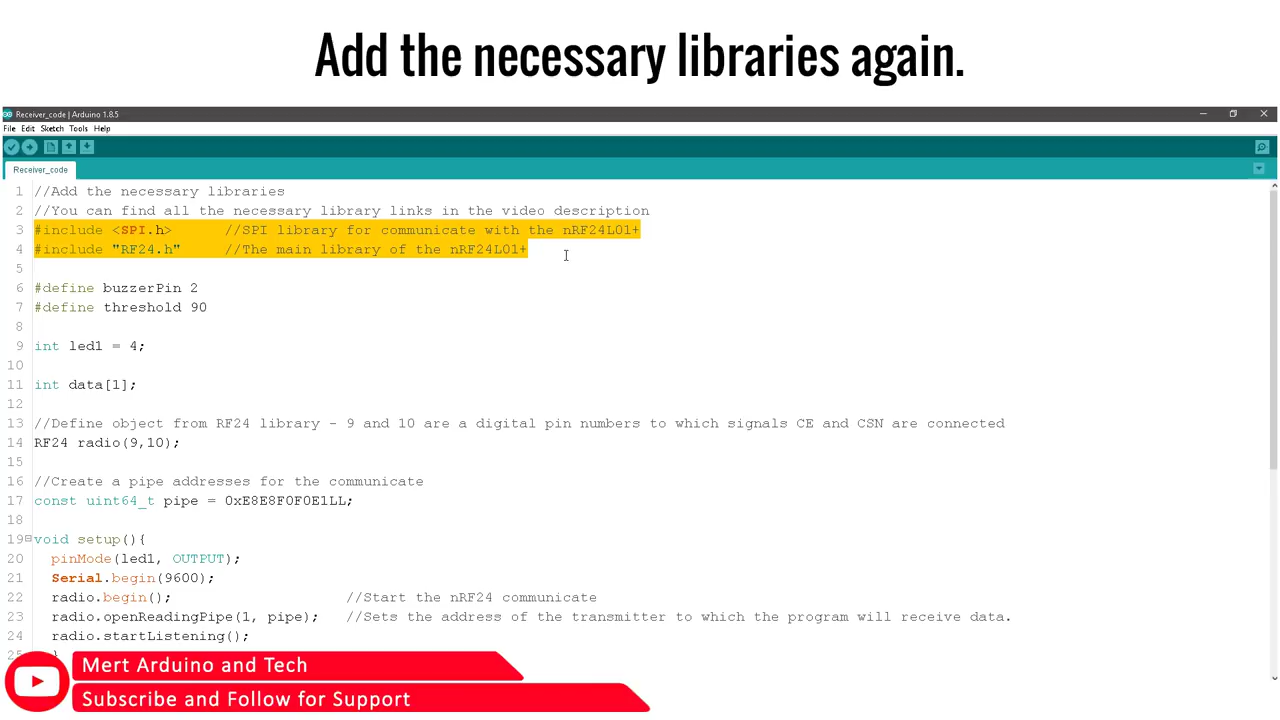 Add the necessary libraries again.
Receiver_code | Arduino 1.8.5
File Edit Sketch Tools Help
Receiver_code
1 //Add the necessary libraries
2 //You can find all the necessary library links in the video description
3 #include <SPI.h> //SPI library for communicate with the nRF24L01+
4 #include "RF24.h" //The main library of the nRF24L01+
5
6 #define buzzerPin 2
7 #define threshold 90
8
9 int led1 = 4;
10
11 int data[1];
12
13 //Define object from RF24 library - 9 and 10 are a digital pin numbers to which signals CE and CSN are connected
14 RF24 radio(9,10);
15
16 //Create a pipe addresses for the communicate
17 const uint64_t pipe = 0xE8E8F0F0E1LL;
18
19 void setup(){
20 pinMode(led1, OUTPUT);
21 Serial.begin(9600);
22 radio.begin(); //Start the nRF24 communicate
23 radio.openReadingPipe(1, pipe); //Sets the address of the transmitter to which the program will receive data.
24 radio.startListening();
25 }
Mert Arduino and Tech
Subscribe and Follow for Support